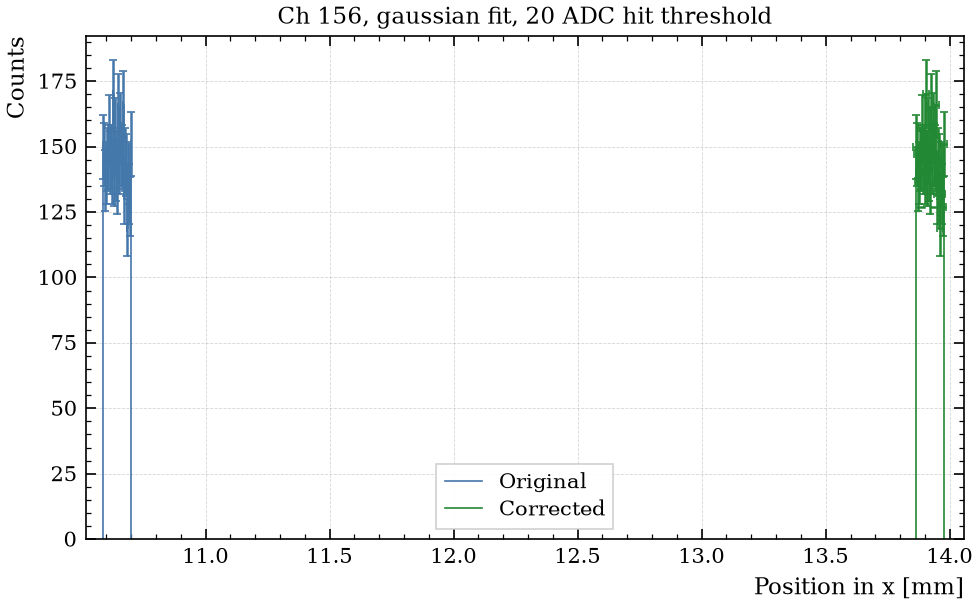 Ch 156, gaussian fit, 20 ADC hit threshold
Counts
175
150
125
100
75
50
25
0
Original
Corrected
11.0 11.5 12.0 12.5 13.0 13.5 14.0
Position in x [mm]